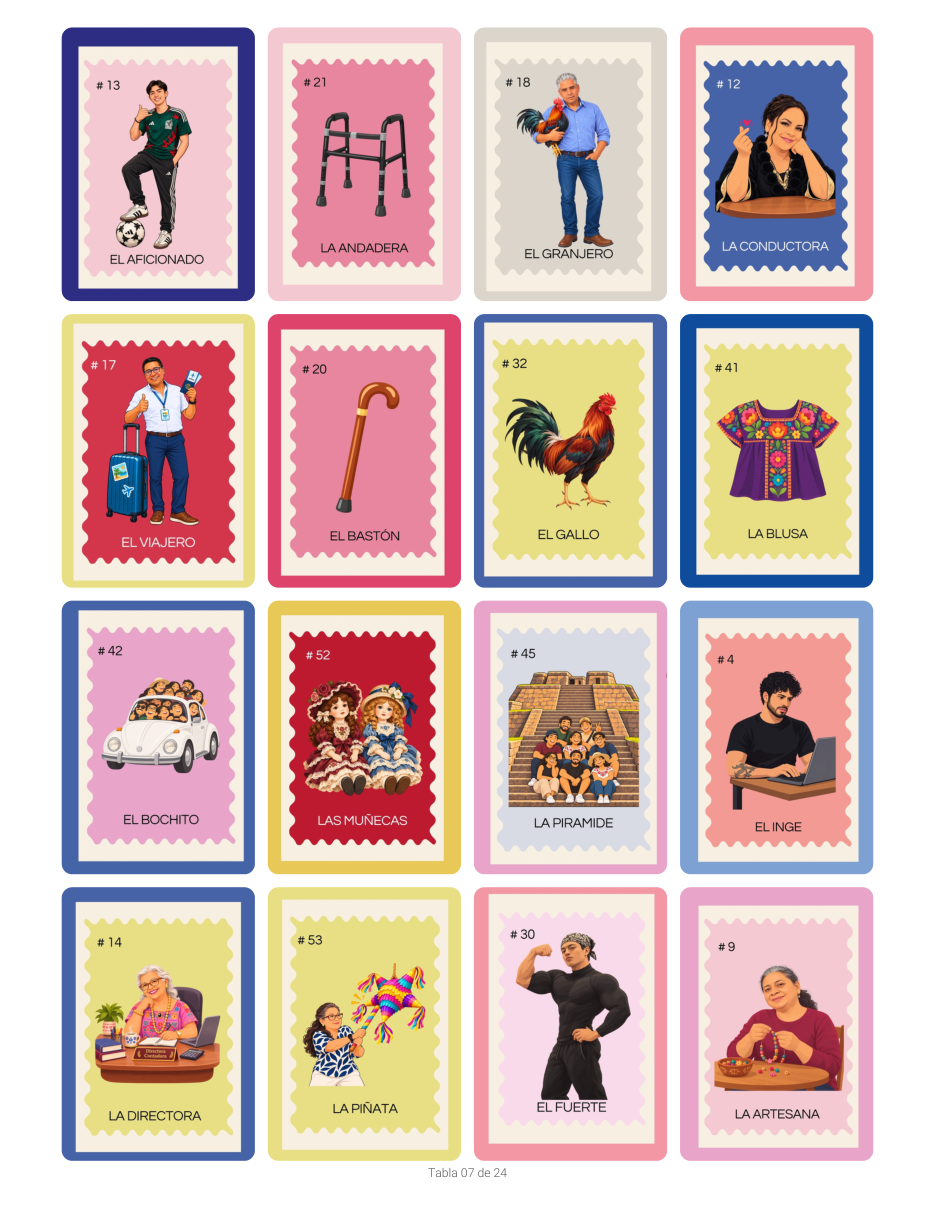 # 13
EL AFICIONADO
# 21
LA ANDADERA
# 18
EL GRANJERO
# 12
LA CONDUCTORA
# 17
EL VIAJERO
# 20
EL BASTÓN
# 32
EL GALLO
# 41
LA BLUSA
# 42
EL BOCHITO
# 52
LAS MUÑECAS
# 45
LA PIRAMIDE
# 4
EL INGE
# 14
Directora
LA DIRECTORA
# 53
LA PIÑATA
# 30
EL FUERTE
# 9
LA ARTESANA
Tabla 07 de 24